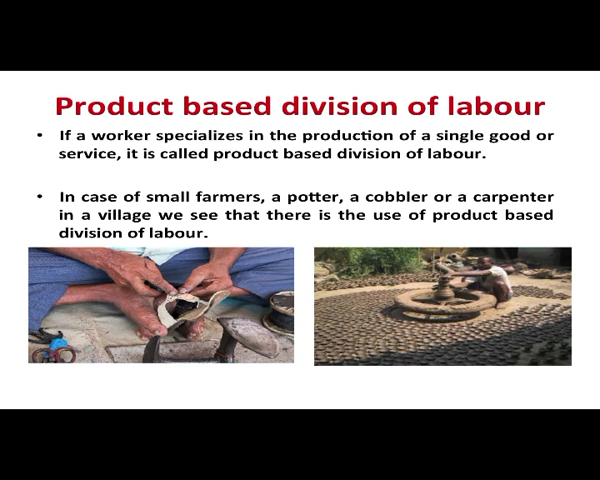 Product based division of labour
• If a worker specializes in the production of a single good or
service, it is called product based division of labour.
• In case of small farmers, a potter, a cobbler or a carpenter
in a village we see that there is the use of product based
division of labour.